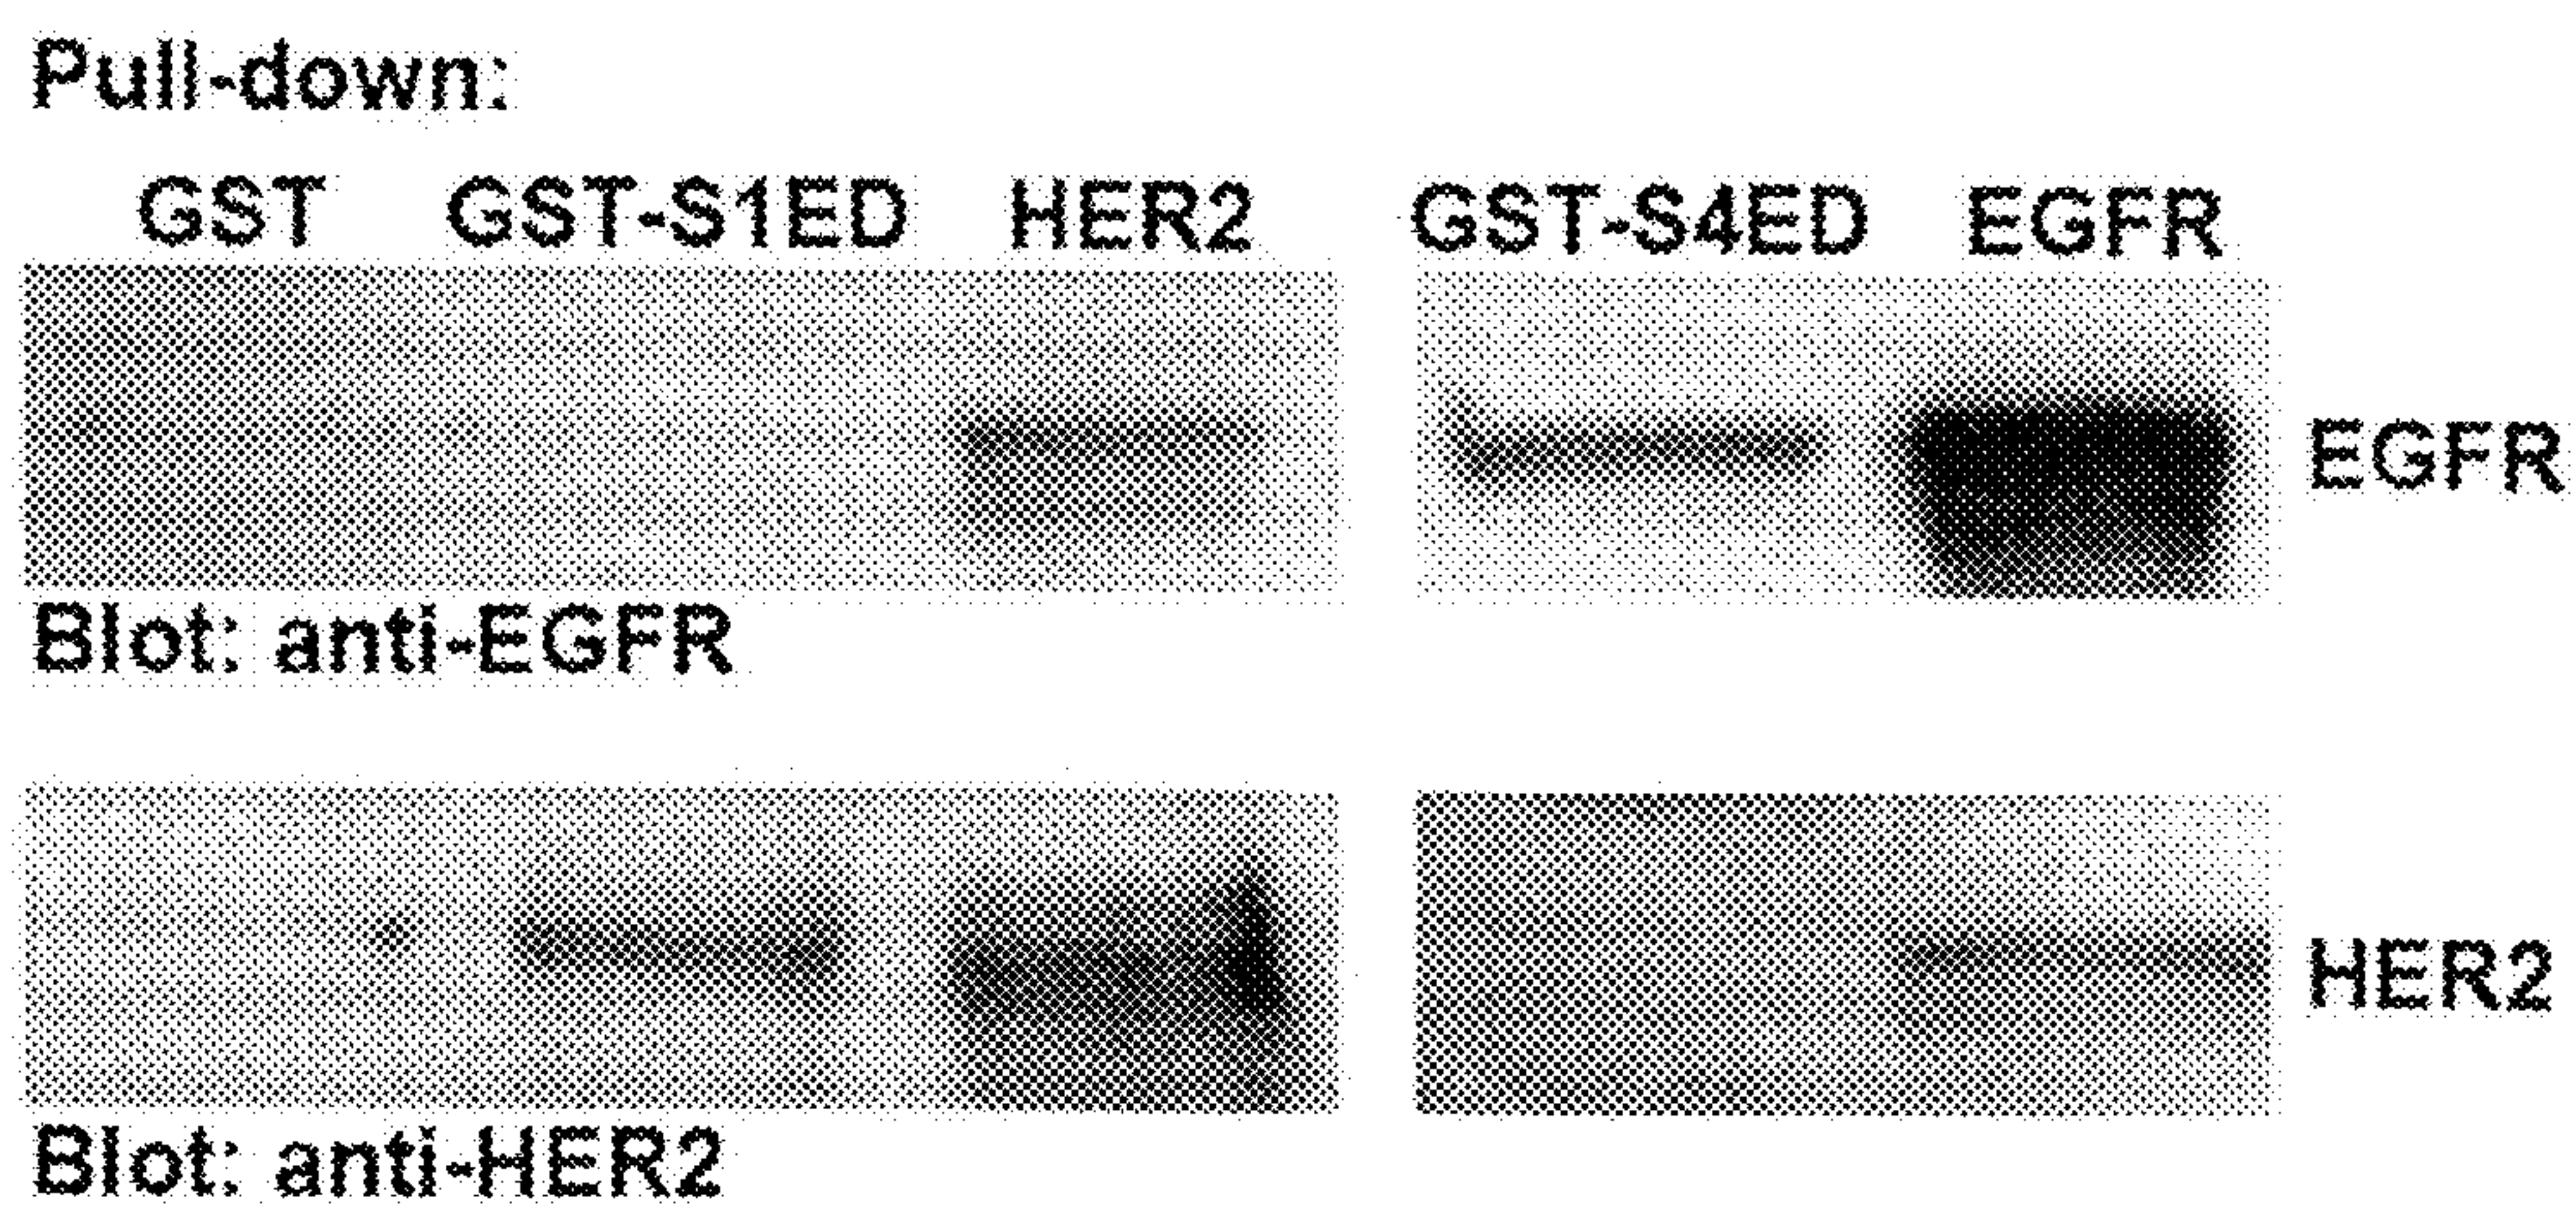 Pull-down:
GST GST-S1ED HER2 GST-S4ED EGFR
EGFR
Blot: anti-EGFR
HER2
Blot: anti-HER2